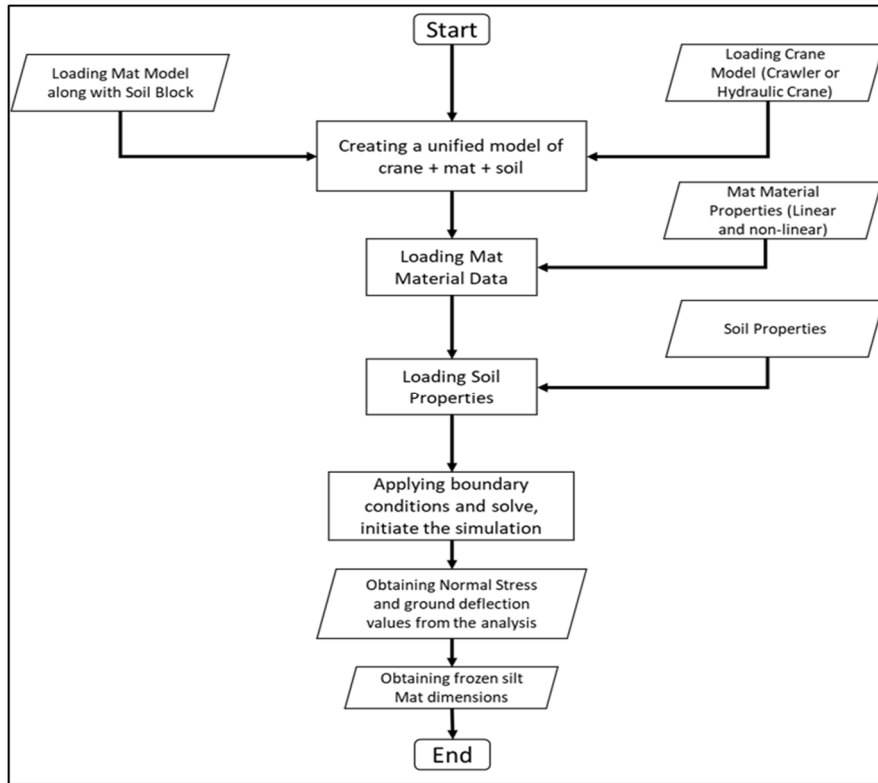 Start
Loading Mat Model
along with Soil Block
Loading Crane
Model (Crawler or
Hydraulic Crane)
Creating a unified model of
crane + mat + soil
Mat Material
Properties (Linear
and non-linear)
Loading Mat
Material Data
Soil Properties
Loading Soil
Properties
Applying boundary
conditions and solve,
initiate the simulation
Obtaining Normal Stress
and ground deflection
values from the analysis
Obtaining frozen silt
Mat dimensions
End